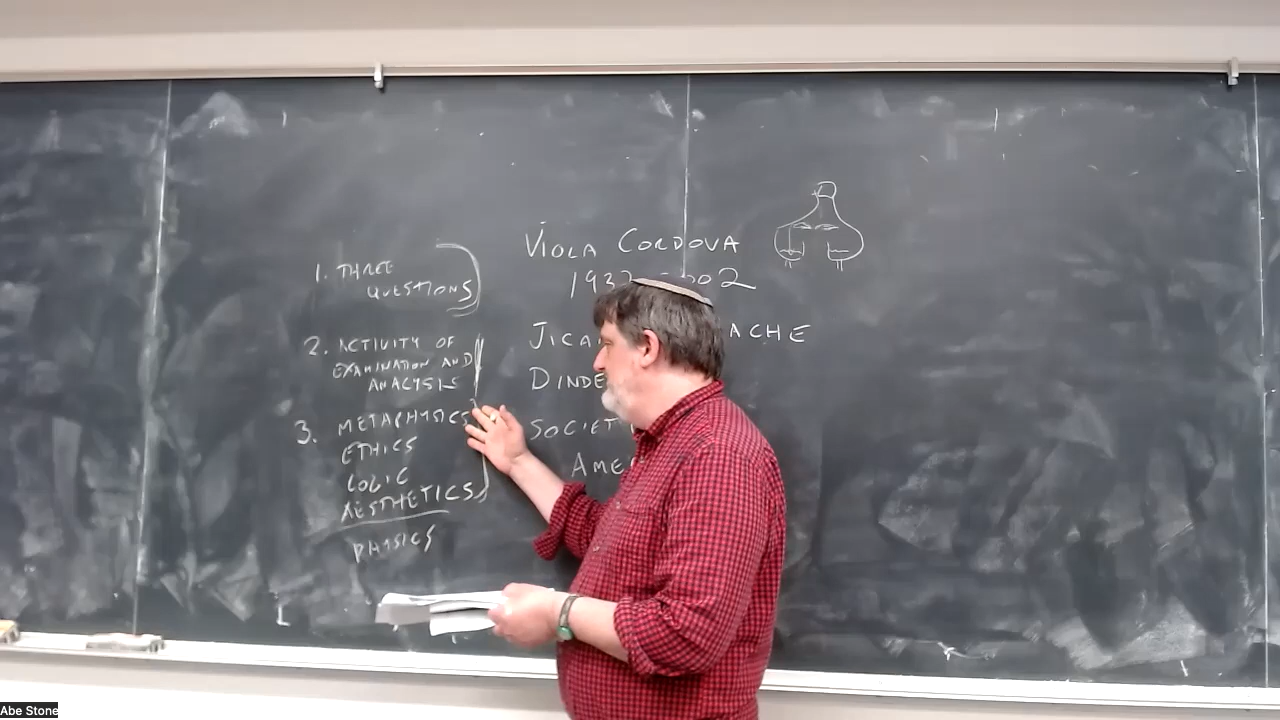 1. THREE
QUESTIONS
2. ACTIVITY OF
EXAMINATION AND
ANALYSIS
3. METAPHYSICS
ETHICS
LOGIC
AESTHETICS
PHYSICS
VIOLA CORDOVA
ACHE
AME
Abe Stone